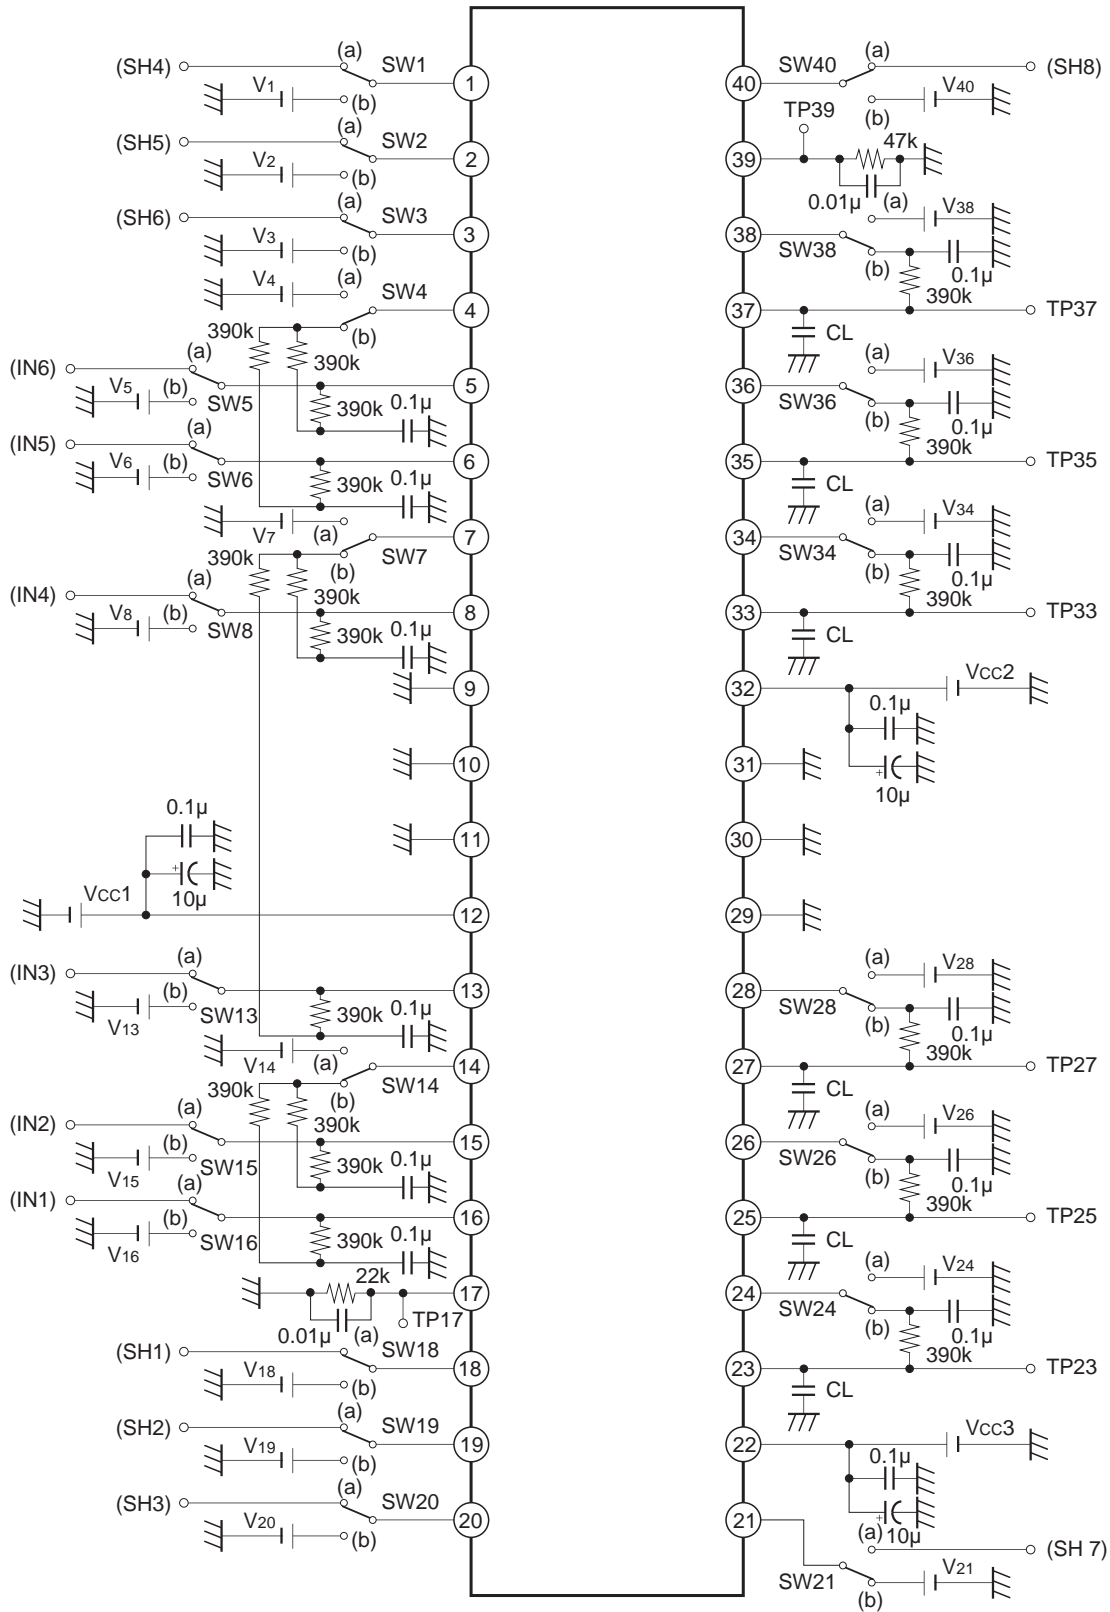 (SH4) (a) SW1 1
V1 (b)
(SH5) (a) SW2 2
V2 (b)
(SH6) (a) SW3 3
V3 (b)
V4 (a)
SW4 4
390k (b)
390k
(IN6) (a) 5
V5 (b) SW5 390k 0.1µ
(IN5) (a) 6
V6 (b) SW6 390k 0.1µ
V7 (a) SW7 7
390k (b)
390k
(IN4) (a) 8
V8 (b) SW8 390k 0.1µ
9
10
0.1µ
11
10µ
VCC1 12
(IN3) (a) 13
V13 (b) SW13 390k 0.1µ
V14 (a) SW14 14
390k (b)
390k
(IN2) (a) 15
V15 (b) SW15 390k 0.1µ
(IN1) (a) 16
V16 (b) SW16 390k 0.1µ
22k 17
0.01µ TP17
(SH1) (a) SW18 18
V18 (b)
(SH2) (a) SW19 19
V19 (b)
(SH3) (a) SW20 20
V20 (b)
40 SW40 (a) (SH8)
(b) V40
TP39
39 47k
0.01µ
(a) V38
38 SW38 (b) 0.1µ
390k
37 TP37
CL
(a) V36
36 SW36 (b) 0.1µ
390k
35 TP35
CL
(a) V34
34 SW34 (b) 0.1µ
390k
33 TP33
CL
32 VCC2
0.1µ
31 + 10µ
30
29
(a) V28
28 SW28 (b) 0.1µ
390k
27 TP27
CL
(a) V26
26 SW26 (b) 0.1µ
390k
25 TP25
CL
(a) V24
24 SW24 (b) 0.1µ
390k
23 TP23
CL
22 VCC3
0.1µ
+ 10µ
21 (a) (SH 7)
SW21 (b) V21